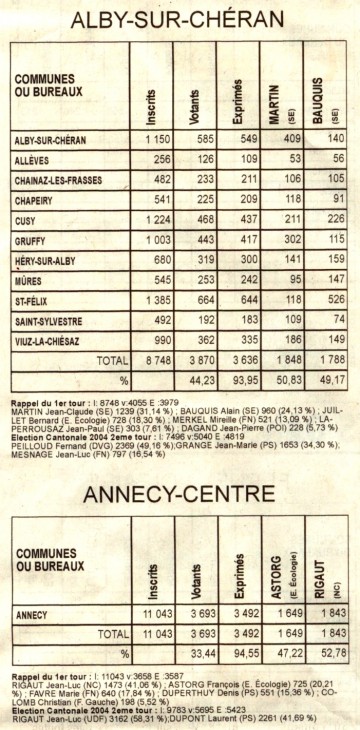 ALBY-SUR-CHÉRAN
COMMUNES OU BUREAUX Inscrits Votants Exprimés MARTIN (SE) BAUQUIS (SE)
ALBY-SUR-CHÉRAN 1 150 585 549 409 140
ALLÈVES 256 126 109 53 56
CHAINAZ-LES-FRASSES 482 233 211 106 105
CHAPEIRY 541 225 209 118 91
CUSY 1 224 468 437 211 226
GRUFFY 1 003 443 417 302 115
HÉRY-SUR-ALBY 680 319 300 141 159
MÛRES 545 253 242 95 147
ST-FÉLIX 1 385 664 644 118 526
SAINT-SYLVESTRE 492 192 183 109 74
VIUZ-LA-CHIÉSAZ 990 362 335 186 149
TOTAL 8 748 3 870 3 636 1 848 1 788
% 44,23 93,95 50,83 49,17
Rappel du 1er tour : I: 8748 v:4055 E :3979
MARTIN Jean-Claude (SE) 1239 (31,14 %) ; BAUQUIS Alain (SE) 960 (24,13 %) ; JUIL-
LET Bernard (E. Écologie) 728 (18,30 %) ; MERKEL Mireille (FN) 521 (13,09 %) ; LA-
PERROUSAZ Jean-Paul (SE) 303 (7,61 %) ; DAGAND Jean-Pierre (POI) 228 (5,73 %)
Election Cantonale 2004 2eme tour : I: 7496 v:5040 E :4819
PEILLOUD Fernand (DVG) 2369 (49,16 %);GRANGE Jean-Marie (PS) 1653 (34,30 %);
MESNAGE Jean-Luc (FN) 797 (16,54 %)
ANNECY-CENTRE
COMMUNES OU BUREAUX Inscrits Votants Exprimés ASTORG (E. Écologie) RIGAUT (NC)
ANNECY 11 043 3 693 3 492 1 649 1 843
TOTAL 11 043 3 693 3 492 1 649 1 843
% 33,44 94,55 47,22 52,78
Rappel du 1er tour : I: 11043 v:3658 E :3587
RIGAUT Jean-Luc (NC) 1473 (41,06 %) ; ASTORG François (E. Écologie) 725 (20,21
%) ; FAVRE Marie (FN) 640 (17,84 %) ; DUPERTHUY Denis (PS) 551 (15,36 %) ; CO-
LOMB Christian (F. Gauche) 198 (5,52 %)
Election Cantonale 2004 2eme tour : I: 9783 v:5695 E :5423
RIGAUT Jean-Luc (UDF) 3162 (58,31 %);DUPONT Laurent (PS) 2261 (41,69 %)